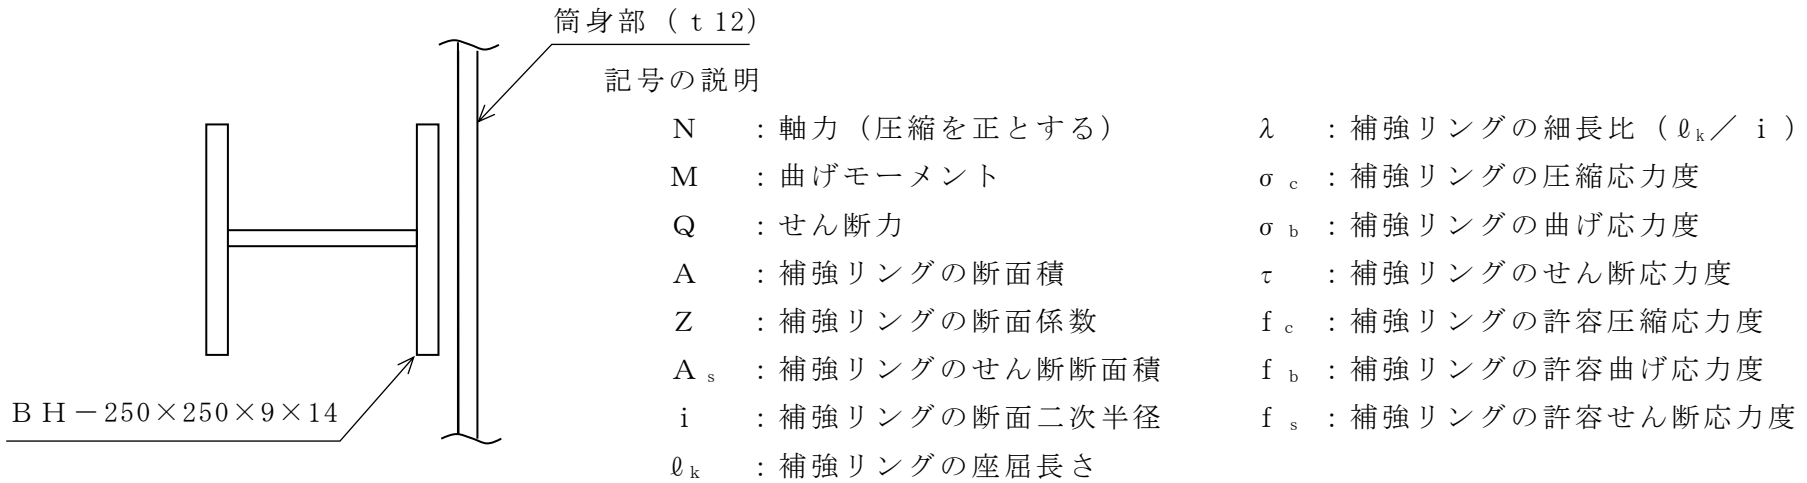 筒身部（ｔ12）
記号の説明
Ｎ ：軸力（圧縮を正とする）
Ｍ ：曲げモーメント
Ｑ ：せん断力
Ａ ：補強リングの断面積
Ｚ ：補強リングの断面係数
Ａｓ ：補強リングのせん断断面積
ｉ ：補強リングの断面二次半径
ℓｋ ：補強リングの座屈長さ
λ ：補強リングの細長比（ℓｋ／ｉ）
σｃ ：補強リングの圧縮応力度
σｂ ：補強リングの曲げ応力度
τ ：補強リングのせん断応力度
ｆｃ ：補強リングの許容圧縮応力度
ｆｂ ：補強リングの許容曲げ応力度
ｆｓ ：補強リングの許容せん断応力度
ＢＨ－250×250×9×14